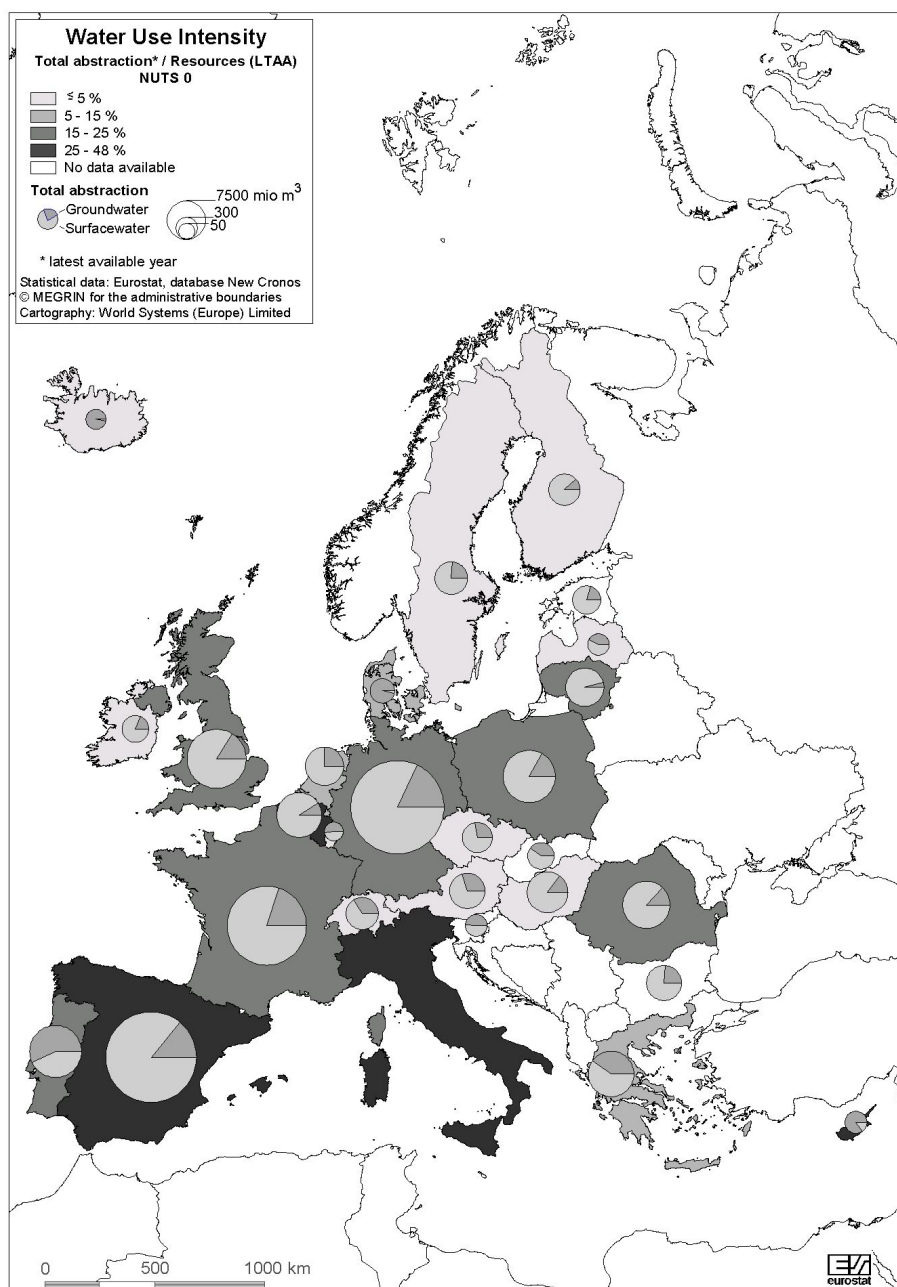 Water Use Intensity
Total abstraction* / Resources (LTAA)
NUTS 0
≤ 5 %
5 - 15 %
15 - 25 %
25 - 48 %
No data available
Total abstraction
Groundwater
Surfacewater
7500 mio m³
300
50
* latest available year
Statistical data: Eurostat, database New Cronos
© MEGRIN for the administrative boundaries
Cartography: World Systems (Europe) Limited
0 500 1000 km
eurostat